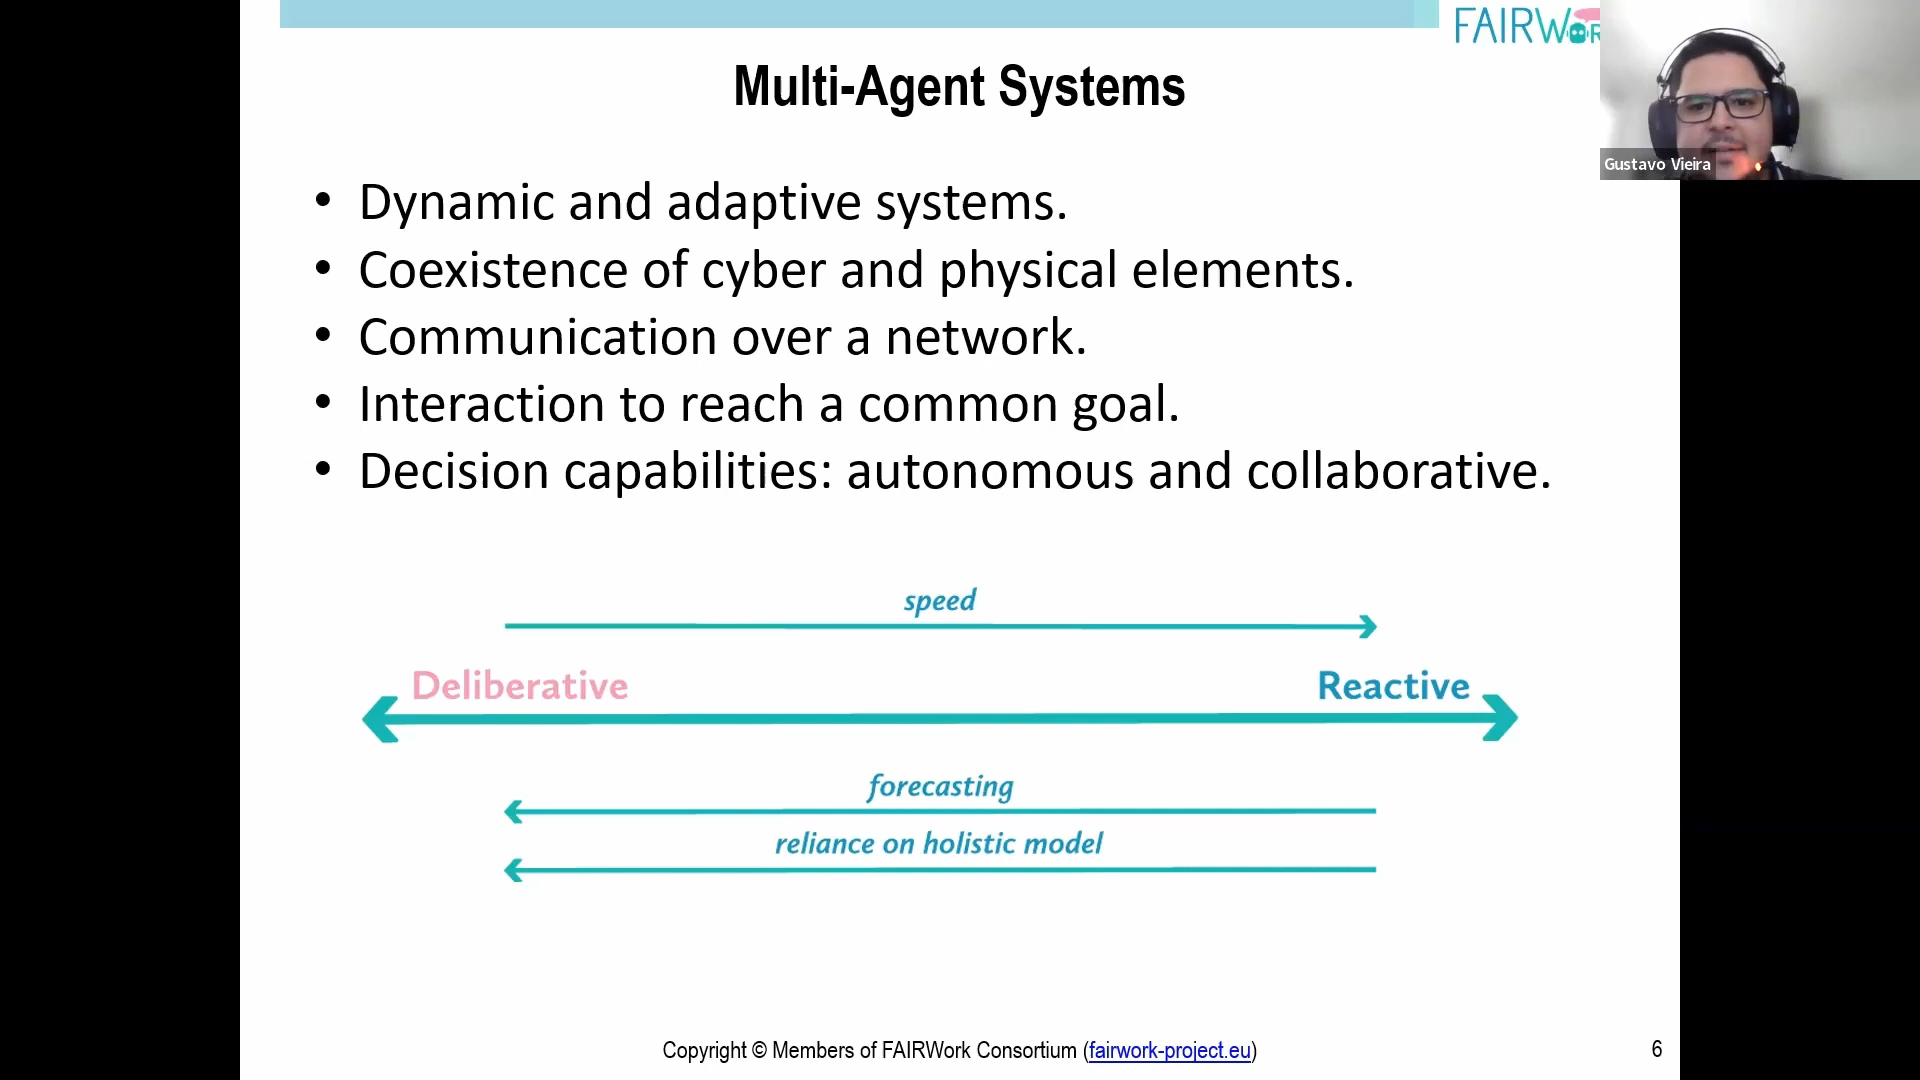 FAIRWOR
Multi-Agent Systems
Gustavo Vieira
• Dynamic and adaptive systems.
• Coexistence of cyber and physical elements.
• Communication over a network.
• Interaction to reach a common goal.
• Decision capabilities: autonomous and collaborative.
speed
Deliberative
Reactive
forecasting
reliance on holistic model
Copyright © Members of FAIRWork Consortium (fairwork-project.eu)
6